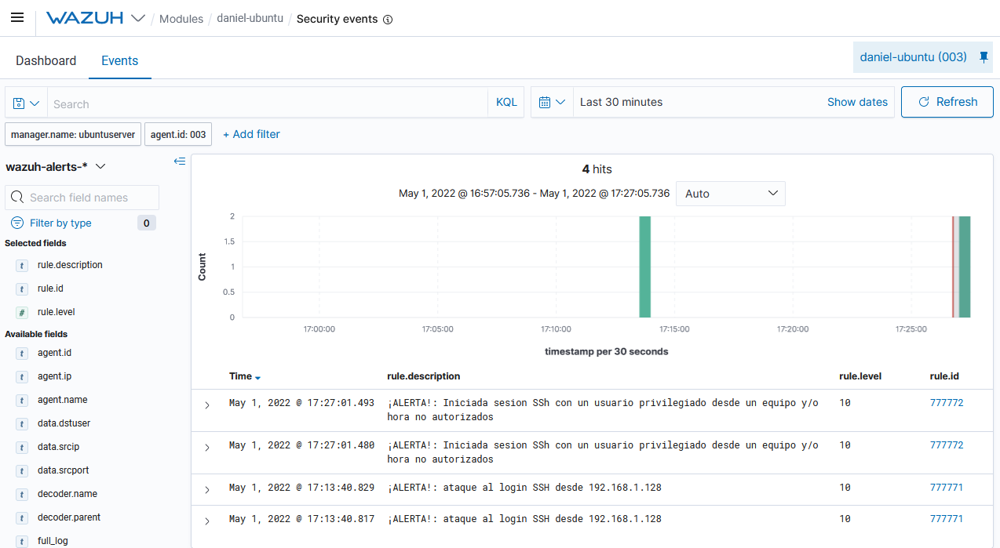 WAZUH / Modules / daniel-ubuntu / Security events
Dashboard Events daniel-ubuntu (003)
Search KQL Last 30 minutes Show dates Refresh
manager.name: ubuntuserver agent.id: 003 + Add filter
wazuh-alerts-*
Search field names
Filter by type 0
Selected fields
t rule.description
t rule.id
# rule.level
Available fields
t agent.id
t agent.ip
t agent.name
t data.dstuser
t data.srcip
t data.srcport
t decoder.name
t decoder.parent
t full_log
4 hits
May 1, 2022 @ 16:57:05.736 - May 1, 2022 @ 17:27:05.736 Auto
Count
2
1.5
1
0.5
0
17:00:00 17:05:00 17:10:00 17:15:00 17:20:00 17:25:00
timestamp per 30 seconds
Time rule.description rule.level rule.id
May 1, 2022 @ 17:27:01.493 ¡ALERTA!: Iniciada sesion SSh con un usuario privilegiado desde un equipo y/o 10 777772
hora no autorizados
May 1, 2022 @ 17:27:01.480 ¡ALERTA!: Iniciada sesion SSh con un usuario privilegiado desde un equipo y/o 10 777772
hora no autorizados
May 1, 2022 @ 17:13:40.829 ¡ALERTA!: ataque al login SSH desde 192.168.1.128 10 777771
May 1, 2022 @ 17:13:40.817 ¡ALERTA!: ataque al login SSH desde 192.168.1.128 10 777771